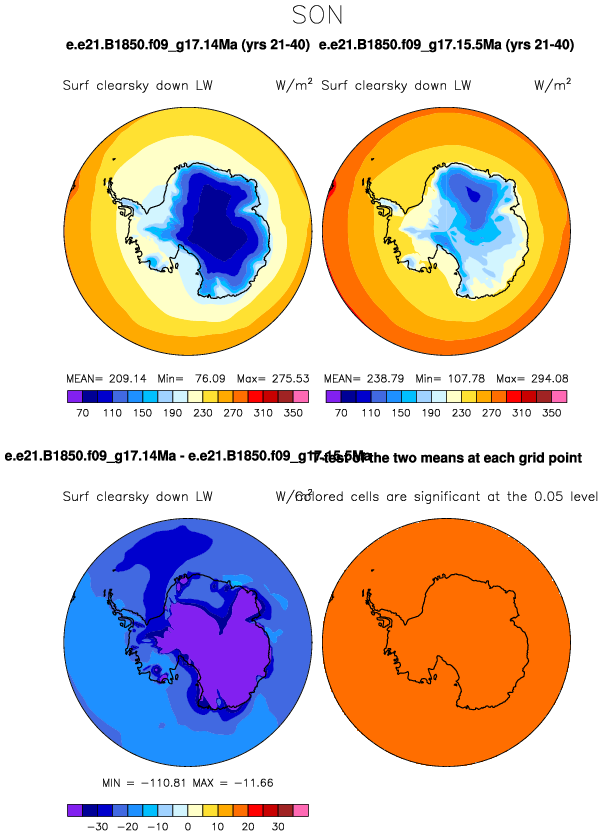 SON
e.e21.B1850.f09_g17.14Ma (yrs 21-40) e.e21.B1850.f09_g17.15.5Ma (yrs 21-40)
Surf clearsky down LW W/m² Surf clearsky down LW W/m²
MEAN= 209.14 Min= 76.09 Max= 275.53 MEAN= 238.79 Min= 107.78 Max= 294.08
70 110 150 190 230 270 310 350 70 110 150 190 230 270 310 350
e.e21.B1850.f09_g17.14Ma - e.e21.B1850.f09_g17.15.5Ma T-test of the two means at each grid point
Surf clearsky down LW W/m² Colored cells are significant at the 0.05 level
MIN = -110.81 MAX = -11.66
-30 -20 -10 0 10 20 30